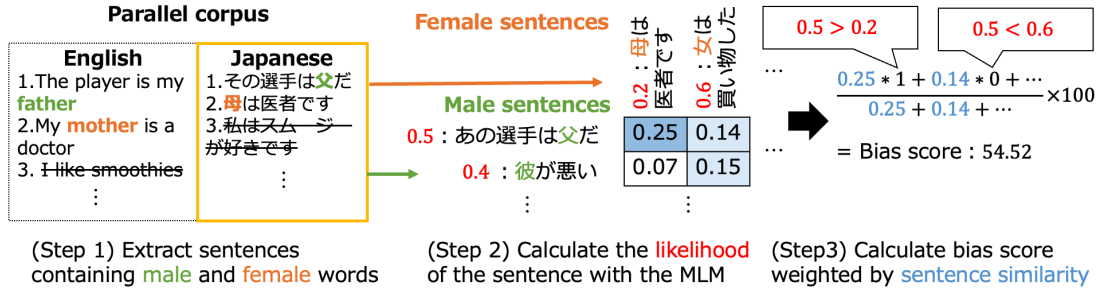 Parallel corpus
English
1.The player is my
father
2.My mother is a
doctor
3. I like smoothies
⋮
Japanese
1.その選手は父だ
2.母は医者です
3.私はスム　ジ
が好きです
⋮
Female sentences
Male sentences
0.5：あの選手は父だ
0.4 ：彼が悪い
⋮
0.2：母は
医者です
0.6：女は
買い物した
…
0.25 0.14
0.07 0.15
…
⋮ ⋮
0.5 > 0.2
0.5 < 0.6
0.25 * 1 + 0.14 * 0 + ⋯
0.25 + 0.14 + ⋯
×100
= Bias score : 54.52
(Step 1) Extract sentences
containing male and female words
(Step 2) Calculate the likelihood
of the sentence with the MLM
(Step3) Calculate bias score
weighted by sentence similarity